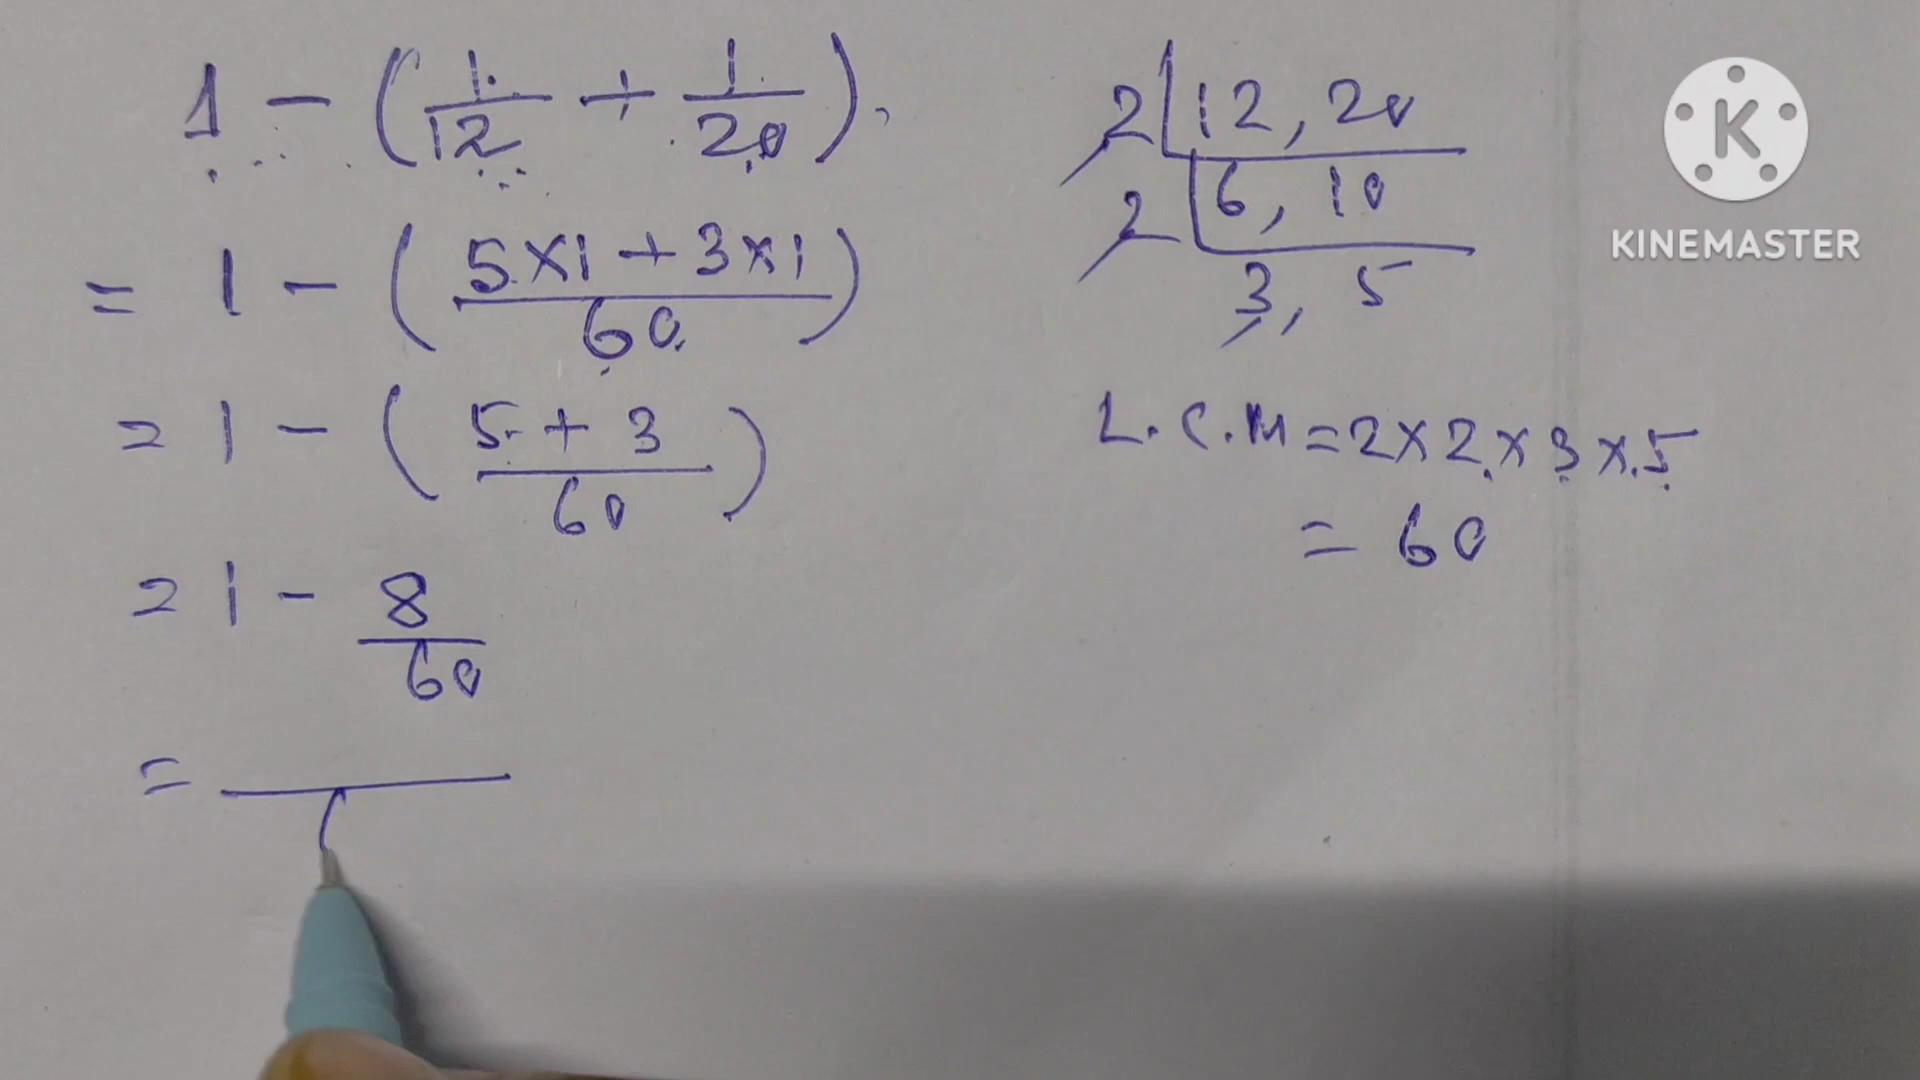 1 - (1/12 + 1/20).
= 1 - (5×1 + 3×1/60)
= 1 - (5 + 3/60)
= 1 - 8/60
=
2 | 12, 20
2 | 6, 10
3, 5
L.C.M = 2×2×3×5
= 60
K
KINEMASTER